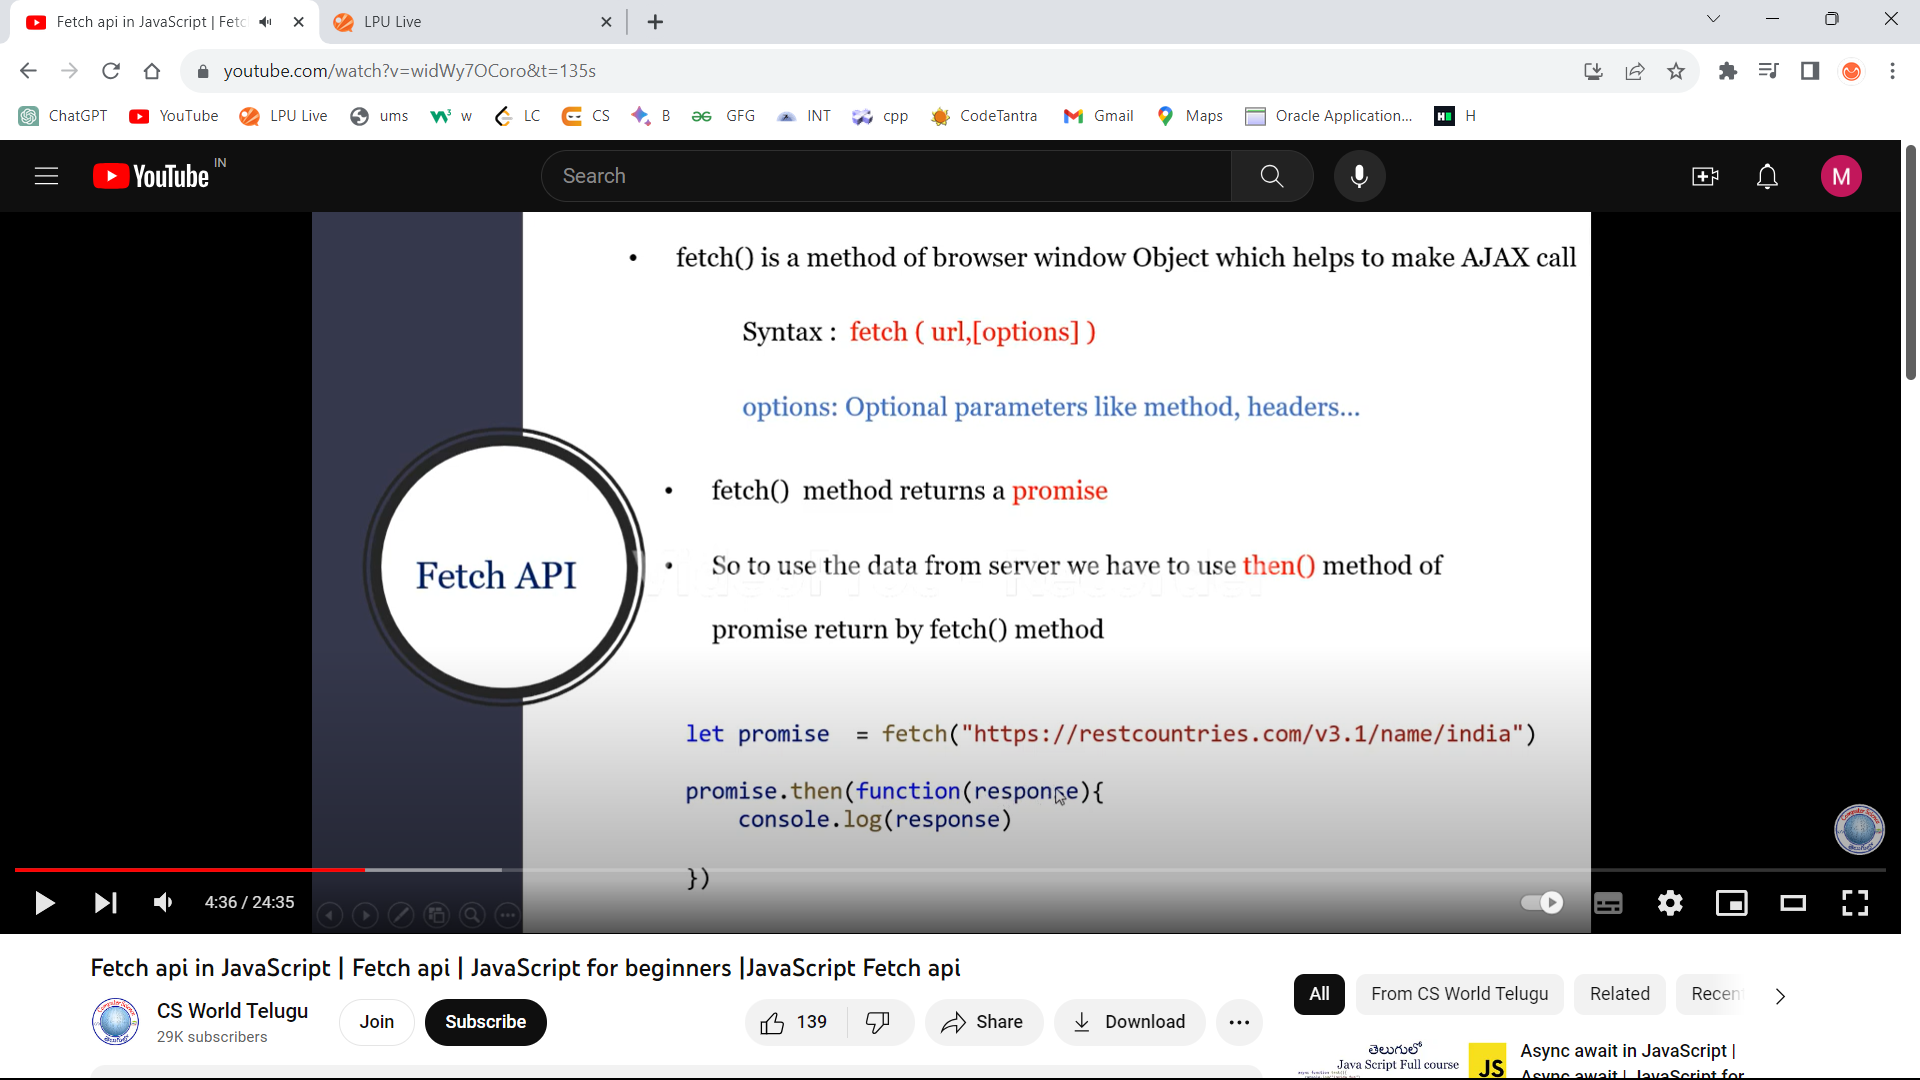 Fetch api in JavaScript | Fetc
LPU Live
youtube.com/watch?v=widWy7OCoro&t=135s
ChatGPT YouTube LPU Live ums w LC CS B GFG INT cpp CodeTantra Gmail Maps Oracle Application... H
YouTube IN
Search
M
• fetch() is a method of browser window Object which helps to make AJAX call
Syntax : fetch ( url,[options] )
options: Optional parameters like method, headers...
• fetch() method returns a promise
Fetch API
• So to use the data from server we have to use then() method of
promise return by fetch() method
let promise = fetch("https://restcountries.com/v3.1/name/india")
promise.then(function(response){
console.log(response)
})
4:36 / 24:35
Fetch api in JavaScript | Fetch api | JavaScript for beginners |JavaScript Fetch api
CS World Telugu
29K subscribers
Join
Subscribe
139
Share
Download
All
From CS World Telugu
Related
Recen
తెలుగులో
Java Script Full course
JS
Async await in JavaScript |
Async await | JavaScript for